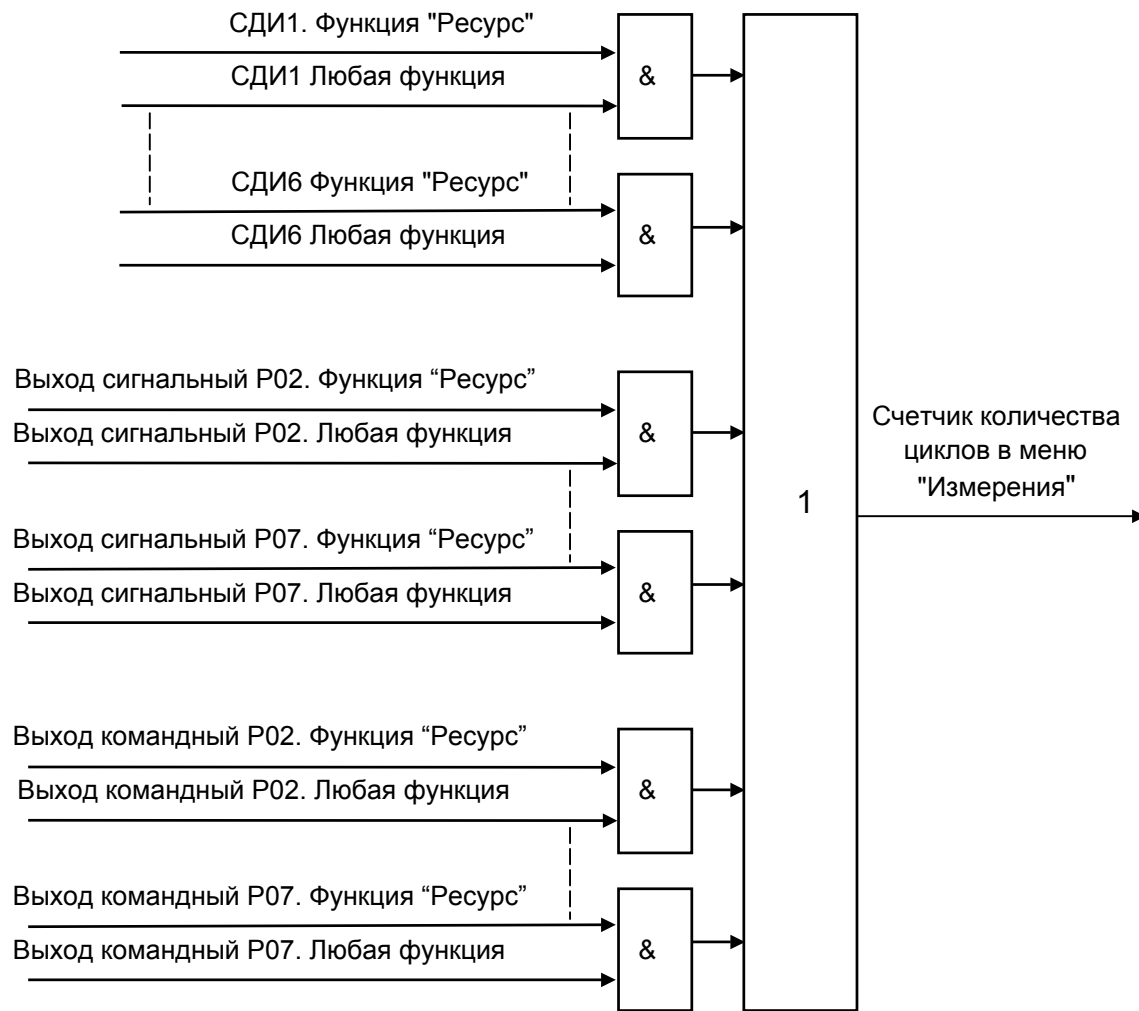 СДИ1. Функция "Ресурс"
&
СДИ1 Любая функция
СДИ6 Функция "Ресурс"
&
СДИ6 Любая функция
Выход сигнальный Р02. Функция “Ресурс”
&
Выход сигнальный Р02. Любая функция
Счетчик количества
циклов в меню
"Измерения"
1
Выход сигнальный Р07. Функция “Ресурс”
&
Выход сигнальный Р07. Любая функция
Выход командный Р02. Функция “Ресурс”
&
Выход командный Р02. Любая функция
Выход командный Р07. Функция “Ресурс”
&
Выход командный Р07. Любая функция